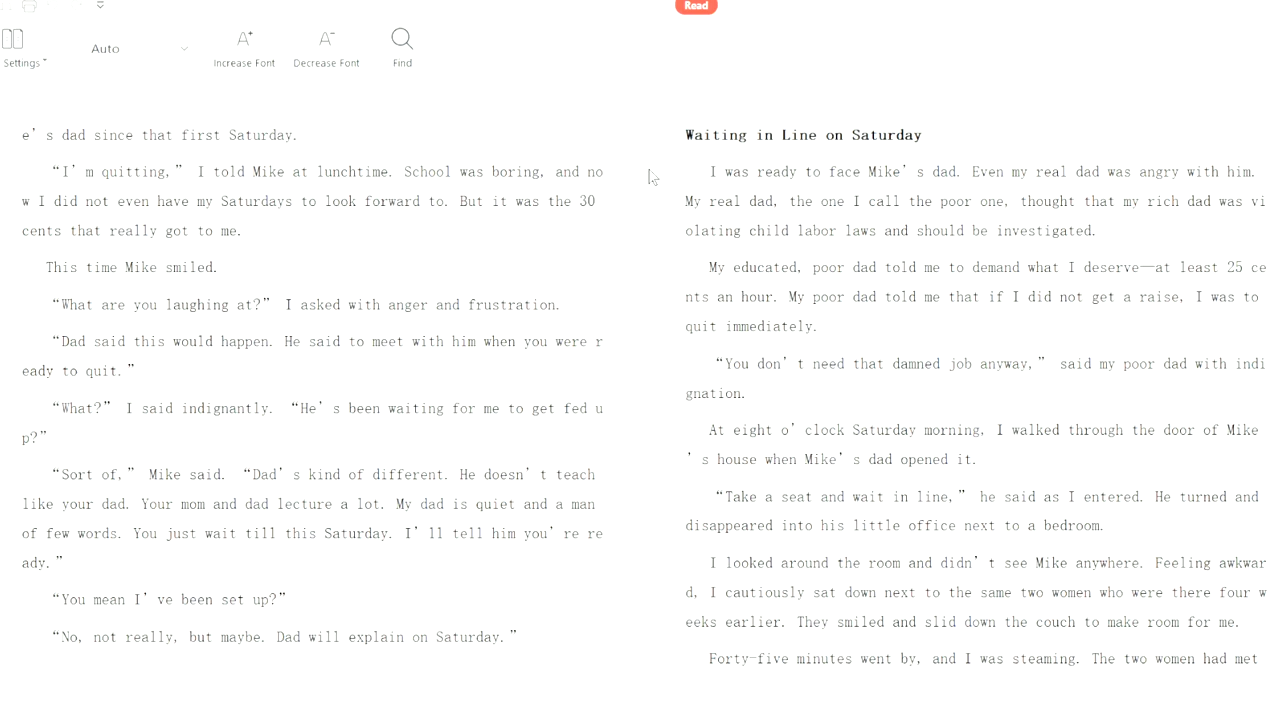 Read
Auto
Settings
Increase Font
Decrease Font
Find
e's dad since that first Saturday.
“I'm quitting,” I told Mike at lunchtime. School was boring, and no
w I did not even have my Saturdays to look forward to. But it was the 30
cents that really got to me.
This time Mike smiled.
“What are you laughing at?” I asked with anger and frustration.
“Dad said this would happen. He said to meet with him when you were r
eady to quit.”
“What?” I said indignantly. “He's been waiting for me to get fed u
p?”
“Sort of,” Mike said. “Dad's kind of different. He doesn't teach
like your dad. Your mom and dad lecture a lot. My dad is quiet and a man
of few words. You just wait till this Saturday. I'll tell him you're re
ady.”
“You mean I've been set up?”
“No, not really, but maybe. Dad will explain on Saturday.”
Waiting in Line on Saturday
I was ready to face Mike's dad. Even my real dad was angry with him.
My real dad, the one I call the poor one, thought that my rich dad was vi
olating child labor laws and should be investigated.
My educated, poor dad told me to demand what I deserve—at least 25 ce
nts an hour. My poor dad told me that if I did not get a raise, I was to
quit immediately.
“You don't need that damned job anyway,” said my poor dad with indi
gnation.
At eight o'clock Saturday morning, I walked through the door of Mike
's house when Mike's dad opened it.
“Take a seat and wait in line,” he said as I entered. He turned and
disappeared into his little office next to a bedroom.
I looked around the room and didn't see Mike anywhere. Feeling awkwar
d, I cautiously sat down next to the same two women who were there four w
eeks earlier. They smiled and slid down the couch to make room for me.
Forty-five minutes went by, and I was steaming. The two women had met